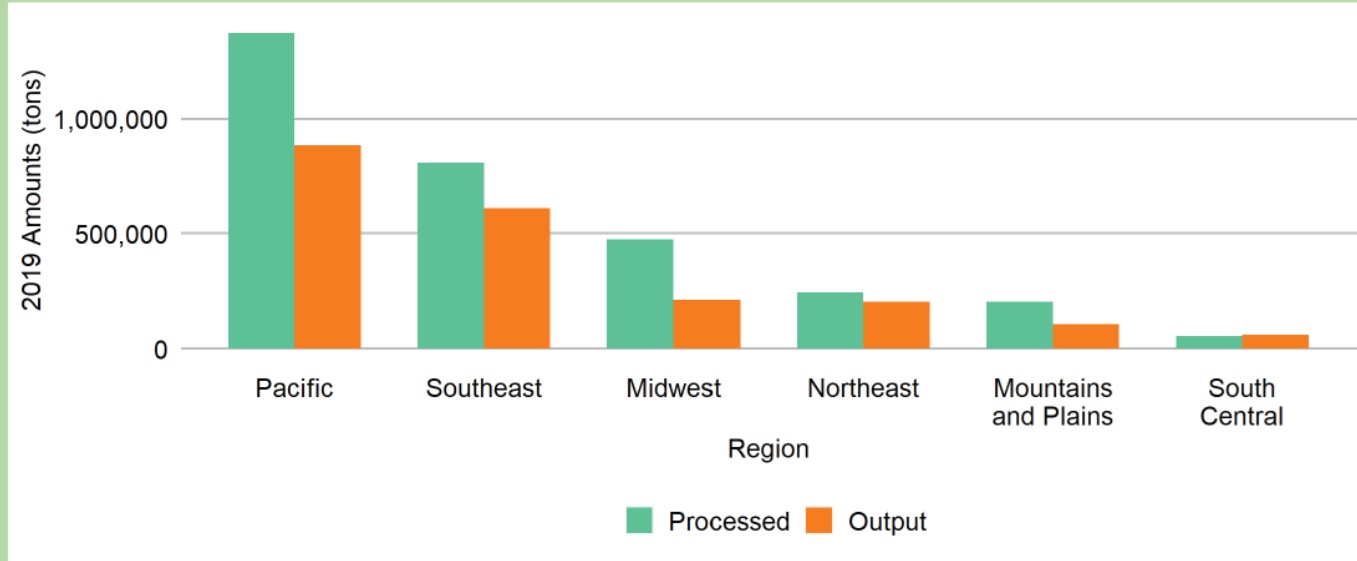 2019 Amounts (tons)
1,000,000
500,000
0
Pacific
Southeast
Midwest
Northeast
Mountains
and Plains
South
Central
Region
Processed
Output